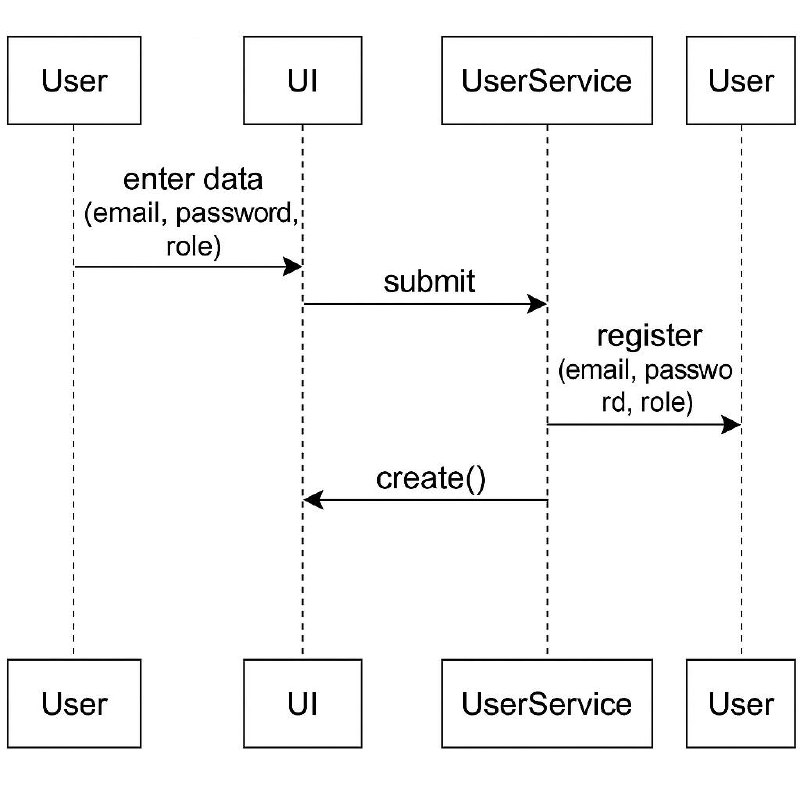 User
UI
UserService
User
enter data
(email, password,
role)
submit
register
(email, passwo
rd, role)
create()
User
UI
UserService
User